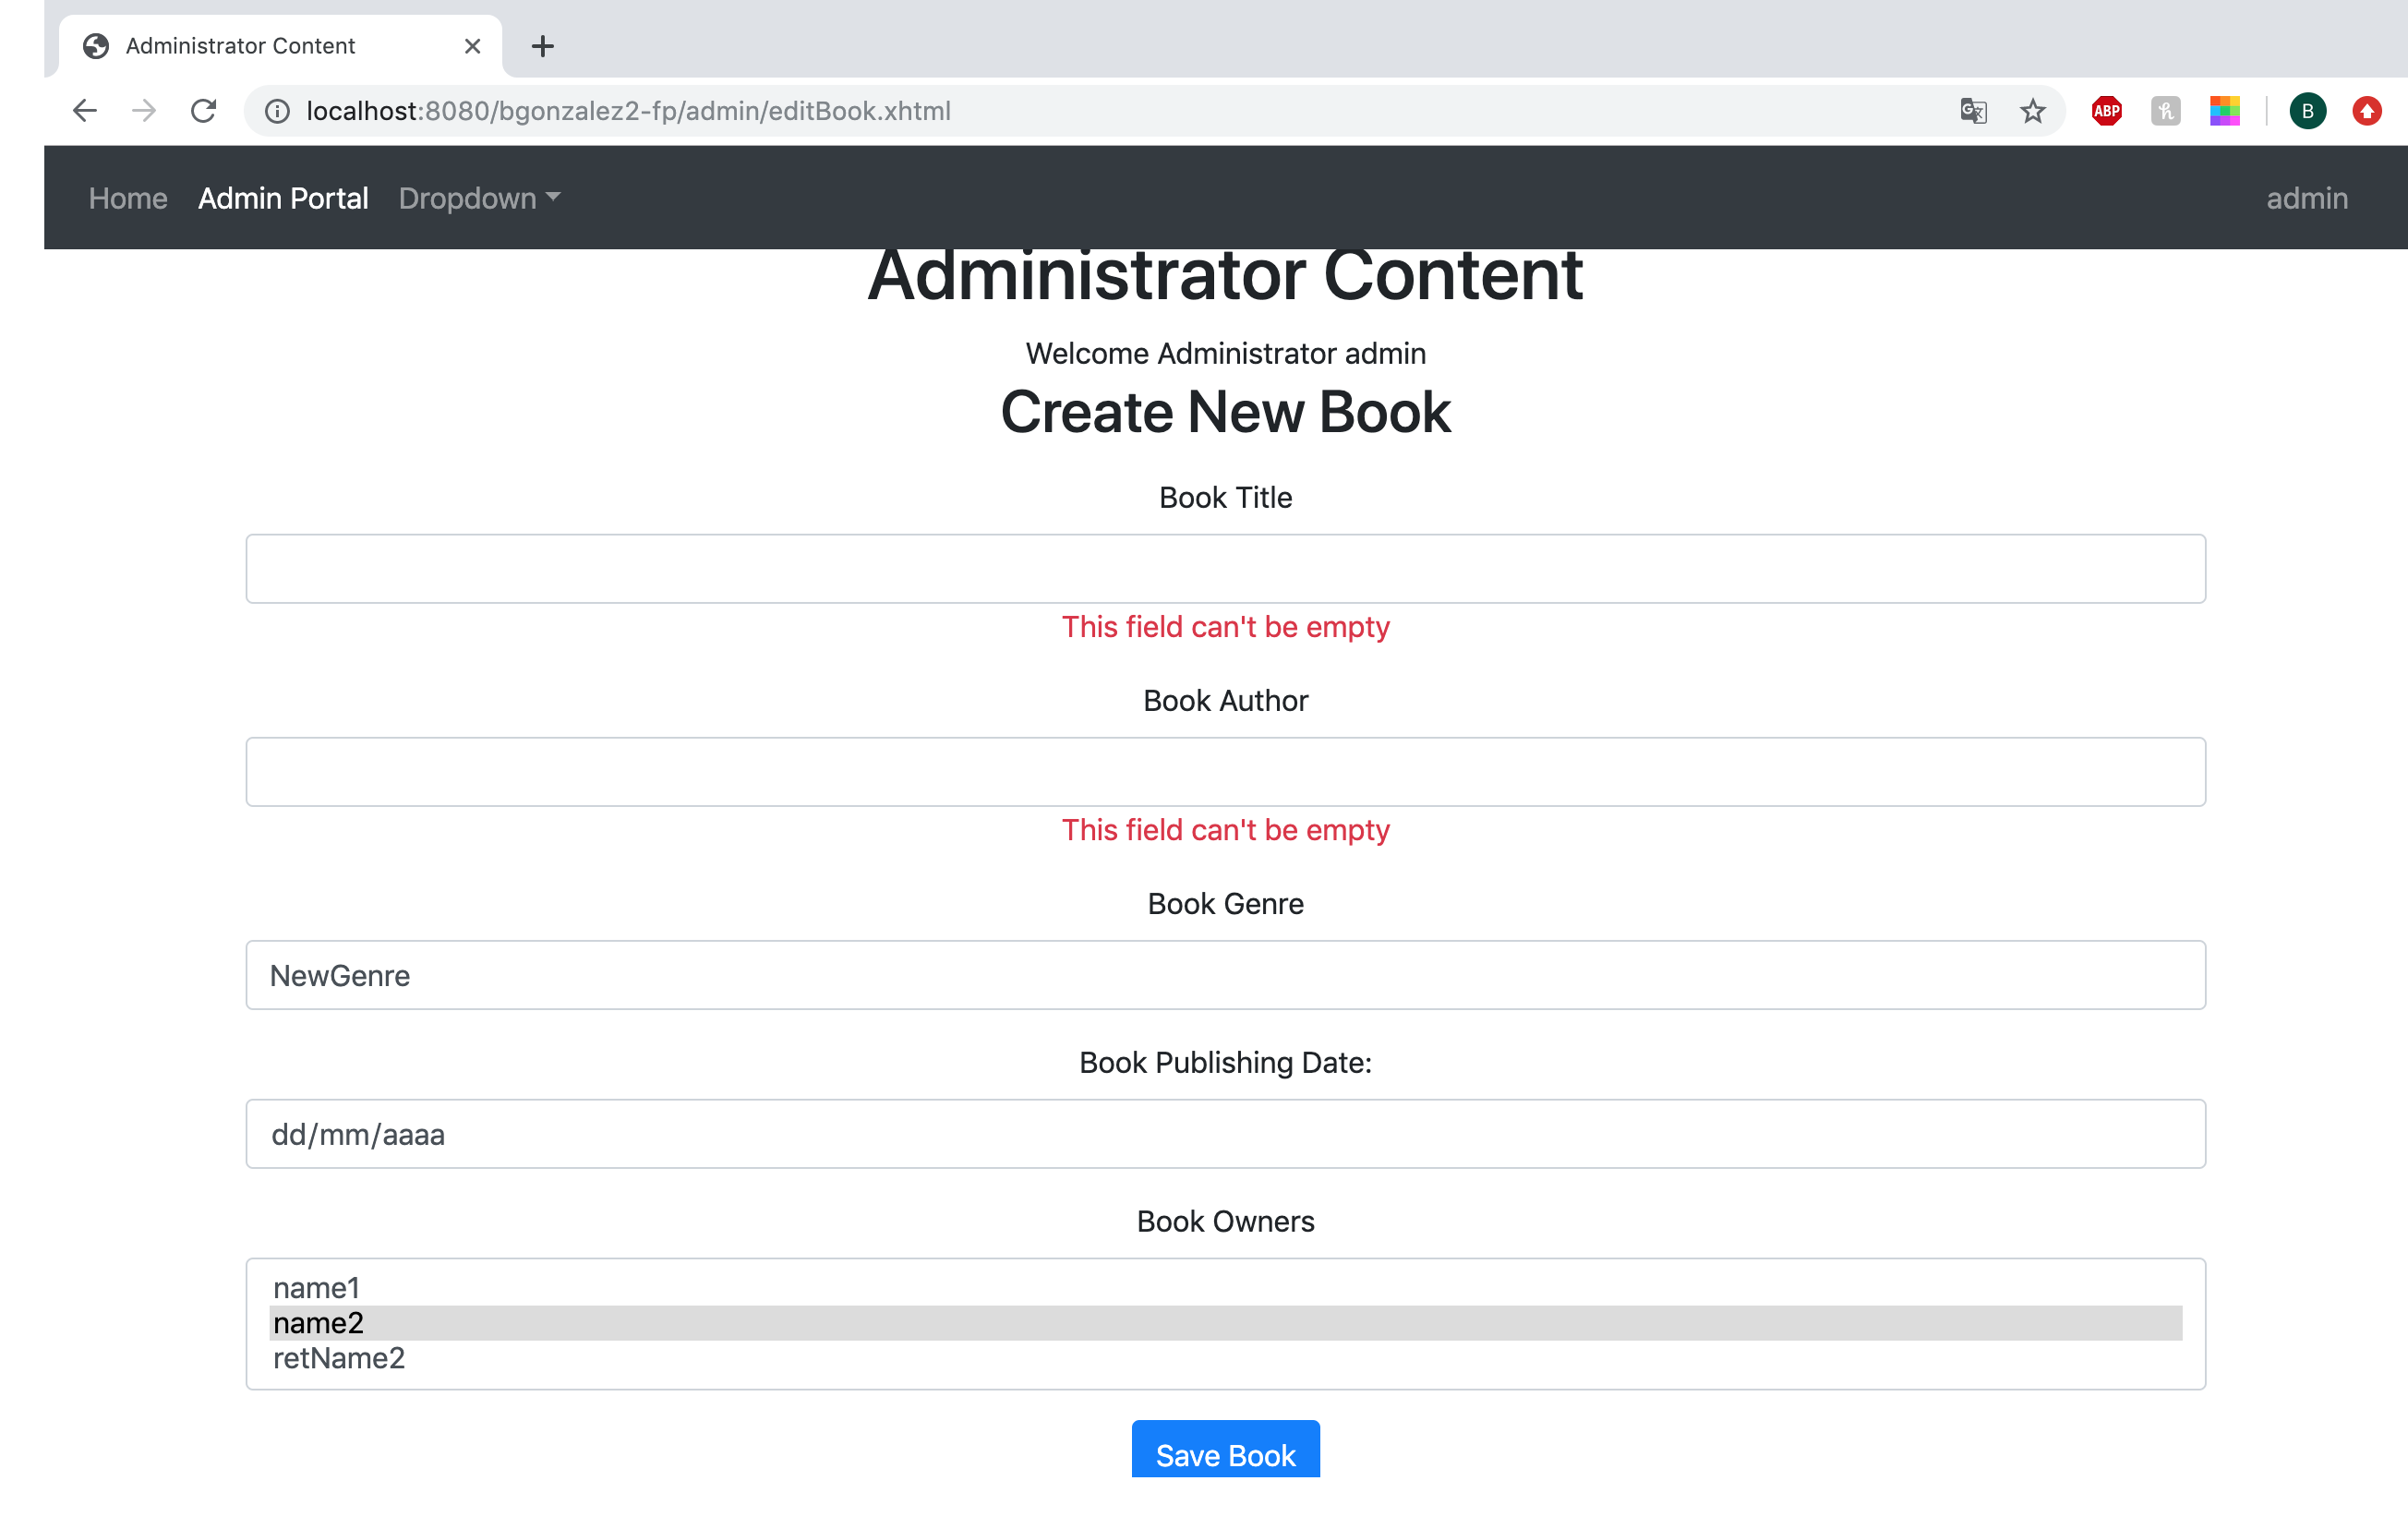 Administrator Content
localhost:8080/bgonzalez2-fp/admin/editBook.xhtml
ABP
B
Home Admin Portal Dropdown admin
Administrator Content
Welcome Administrator admin
Create New Book
Book Title
This field can't be empty
Book Author
This field can't be empty
Book Genre
NewGenre
Book Publishing Date:
dd/mm/aaaa
Book Owners
name1
name2
retName2
Save Book